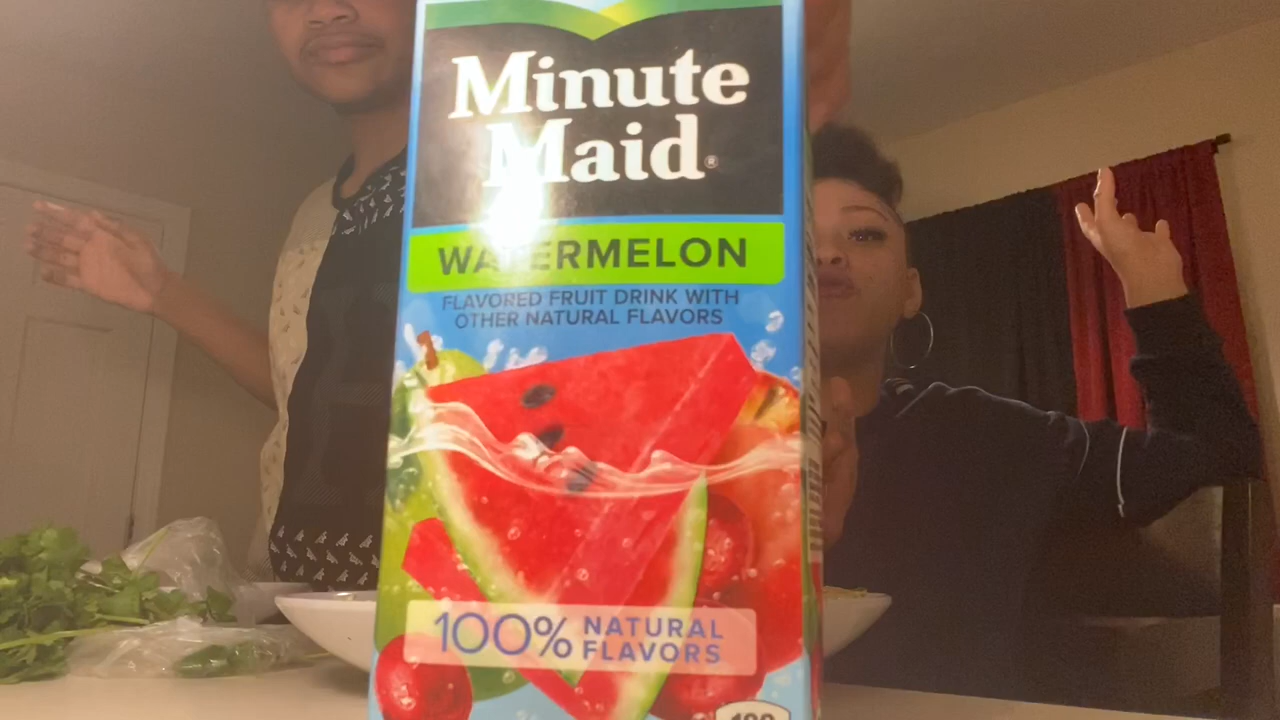 Minute
Maid®
WATERMELON
FLAVORED FRUIT DRINK WITH
OTHER NATURAL FLAVORS
100% NATURAL
FLAVORS